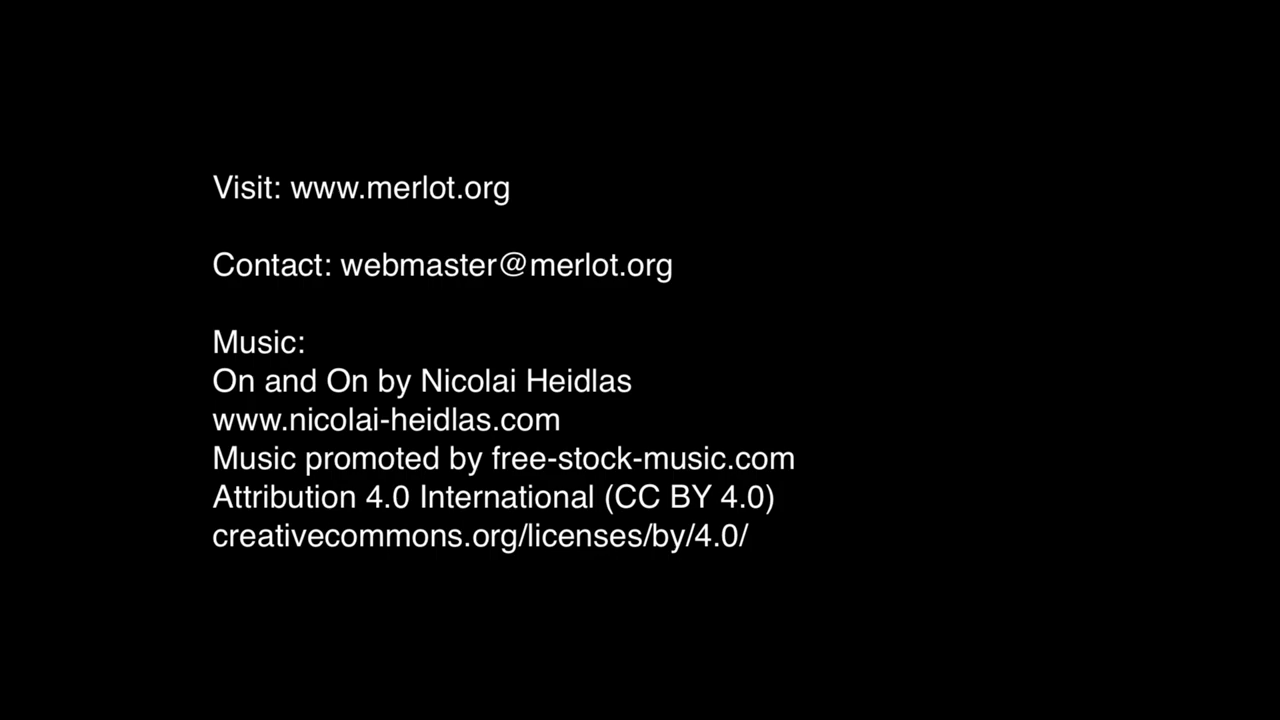 Visit: www.merlot.org
Contact: webmaster@merlot.org
Music:
On and On by Nicolai Heidlas
www.nicolai-heidlas.com
Music promoted by free-stock-music.com
Attribution 4.0 International (CC BY 4.0)
creativecommons.org/licenses/by/4.0/